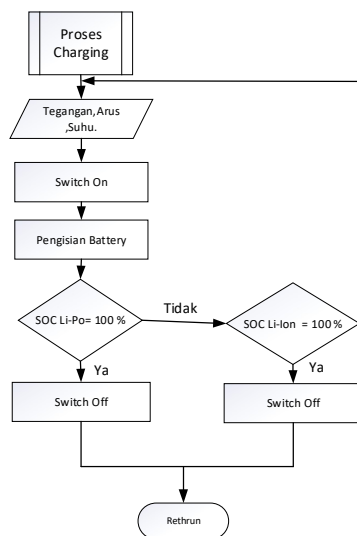 Proses
Charging
Tegangan,Arus
,Suhu.
Switch On
Pengisian Battery
SOC Li-Po= 100 %
Tidak
SOC Li-Ion = 100 %
Ya
Ya
Switch Off
Switch Off
Rethrun